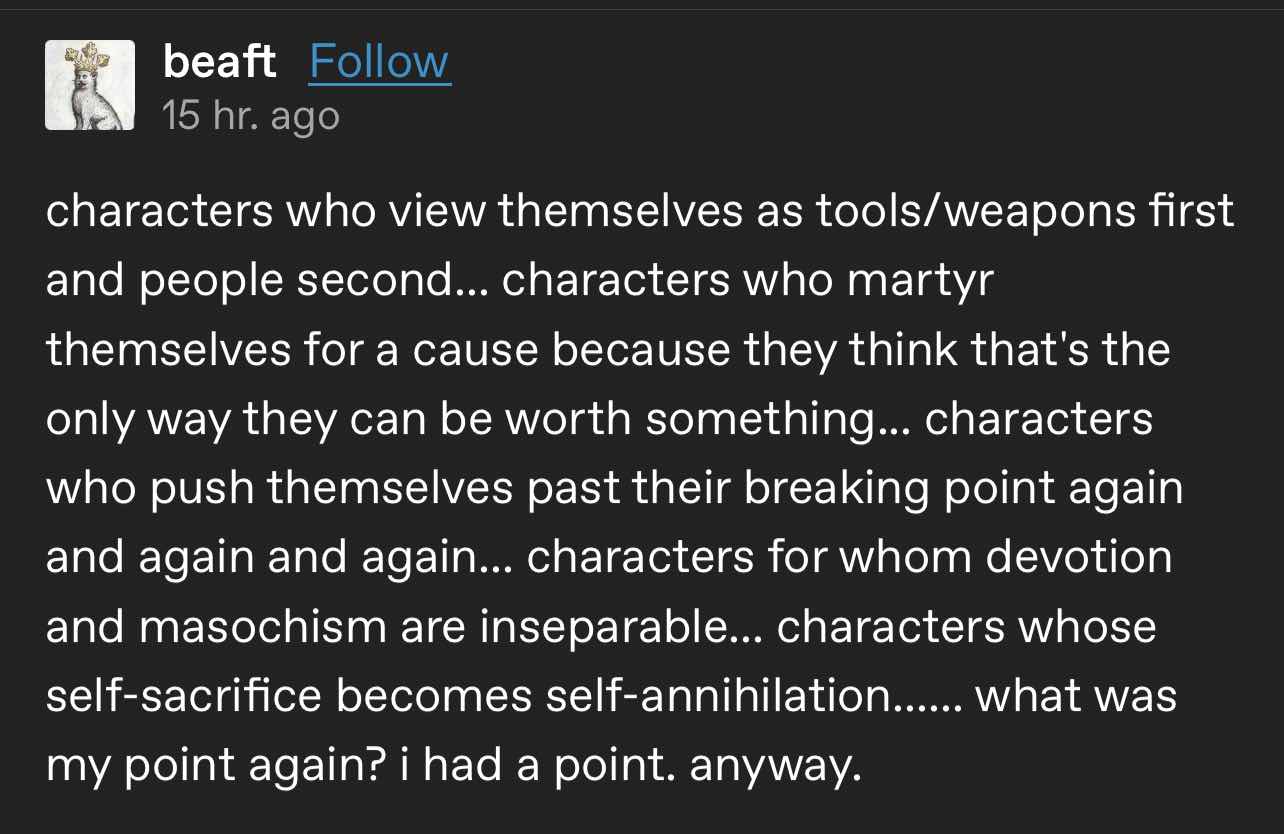 beaft Follow
15 hr. ago
characters who view themselves as tools/weapons first
and people second... characters who martyr
themselves for a cause because they think that's the
only way they can be worth something... characters
who push themselves past their breaking point again
and again and again... characters for whom devotion
and masochism are inseparable... characters whose
self-sacrifice becomes self-annihilation...... what was
my point again? i had a point. anyway.